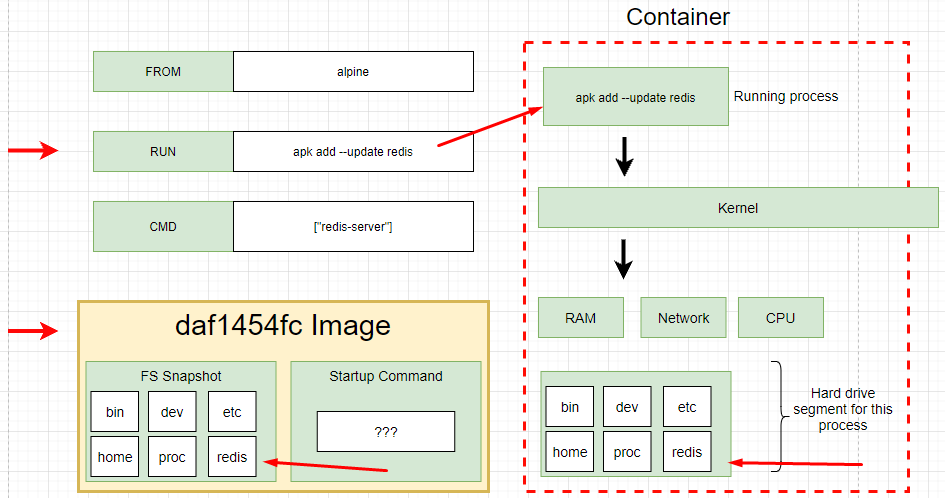 Container
FROM
alpine
RUN
apk add --update redis
CMD
["redis-server"]
apk add --update redis
Running process
Kernel
RAM
Network
CPU
daf1454fc Image
FS Snapshot
bin
dev
etc
home
proc
redis
Startup Command
???
bin
dev
etc
home
proc
redis
Hard drive
segment for this
process